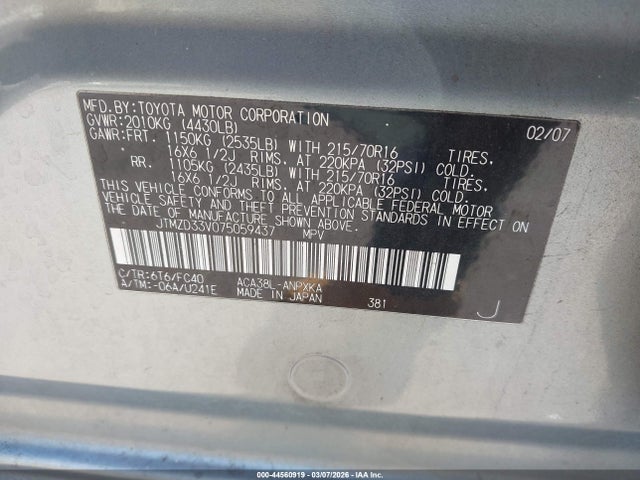 MFD.BY:TOYOTA MOTOR CORPORATION 02/07
GVWR:2010KG (4430LB)
GAWR:FRT. 1150KG (2535LB) WITH 215/70R16 TIRES,
16X6 1/2J RIMS, AT 220KPA (32PSI) COLD.
RR. 1105KG (2435LB) WITH 215/70R16 TIRES,
16X6 1/2J RIMS, AT 220KPA (32PSI) COLD.
THIS VEHICLE CONFORMS TO ALL APPLICABLE FEDERAL MOTOR
VEHICLE SAFETY AND THEFT PREVENTION STANDARDS IN EFFECT ON
THE DATE OF MANUFACTURE SHOWN ABOVE.
JTMZD33V075059437 MPV
C/TR:6T6/FC40 ACA38L-ANPXKA
A/TM:-06A/U241E MADE IN JAPAN 381 J
000-44560919 | 03/07/2026 | IAA Inc.